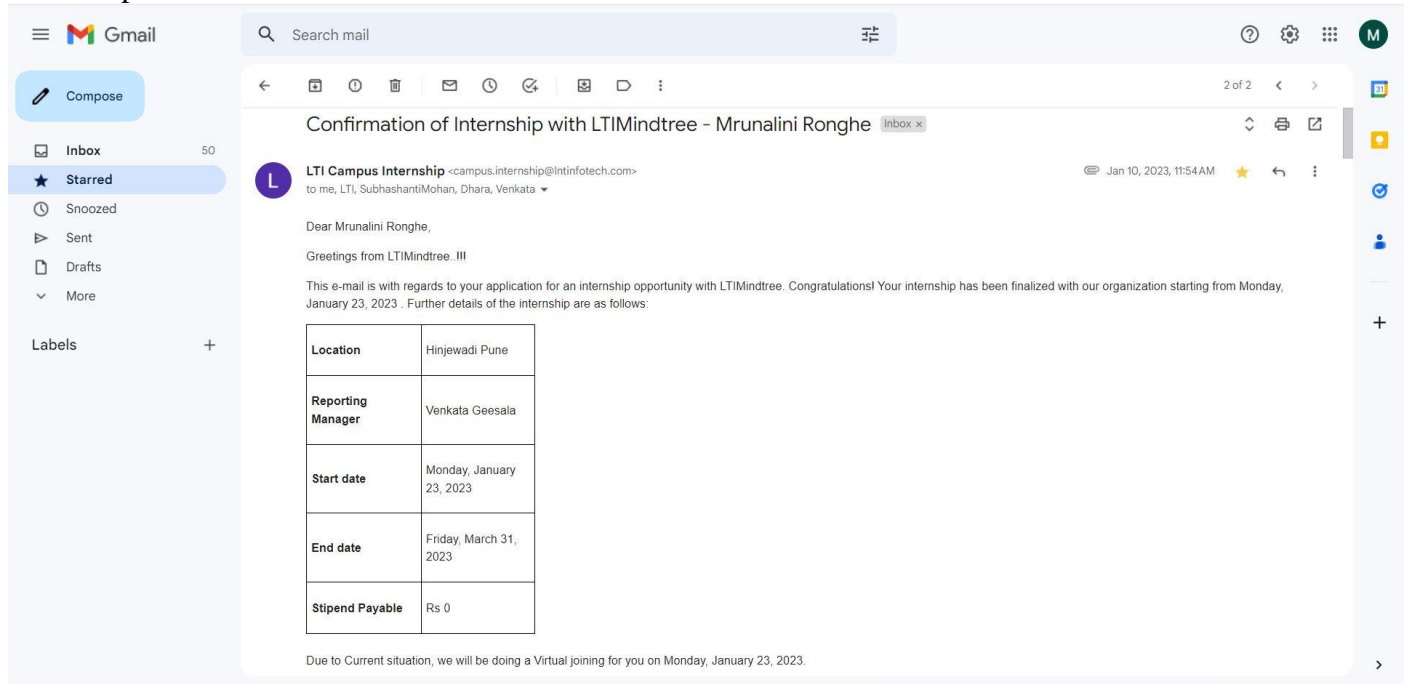 Gmail
Search mail
M
Compose
2 of 2
31
Inbox 50
Starred
Snoozed
Sent
Drafts
More
Labels
Confirmation of Internship with LTIMindtree - Mrunalini Ronghe Inbox ×
L
LTI Campus Internship <campus.internship@lntinfotech.com> Jan 10, 2023, 11:54 AM
to me, LTI, SubhashantiMohan, Dhara, Venkata
Dear Mrunalini Ronghe,
Greetings from LTIMindtree..!!!
This e-mail is with regards to your application for an internship opportunity with LTIMindtree. Congratulations! Your internship has been finalized with our organization starting from Monday,
January 23, 2023 . Further details of the internship are as follows:
Location Hinjewadi Pune
Reporting
Manager
Venkata Geesala
Start date
Monday, January
23, 2023
End date
Friday, March 31,
2023
Stipend Payable Rs 0
Due to Current situation, we will be doing a Virtual joining for you on Monday, January 23, 2023.